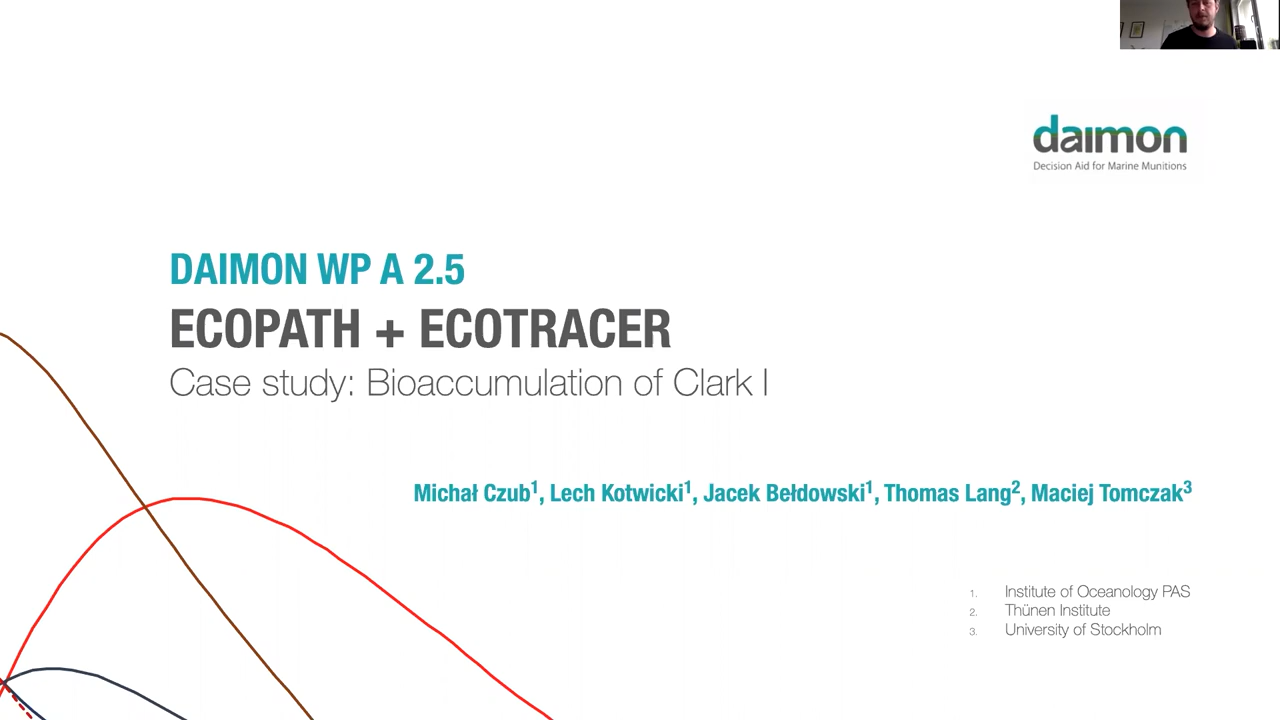 daimon
Decision Aid for Marine Munitions
DAIMON WP A 2.5
ECOPATH + ECOTRACER
Case study: Bioaccumulation of Clark I
Michał Czub1, Lech Kotwicki1, Jacek Bełdowski1, Thomas Lang2, Maciej Tomczak3
1. Institute of Oceanology PAS
2. Thünen Institute
3. University of Stockholm